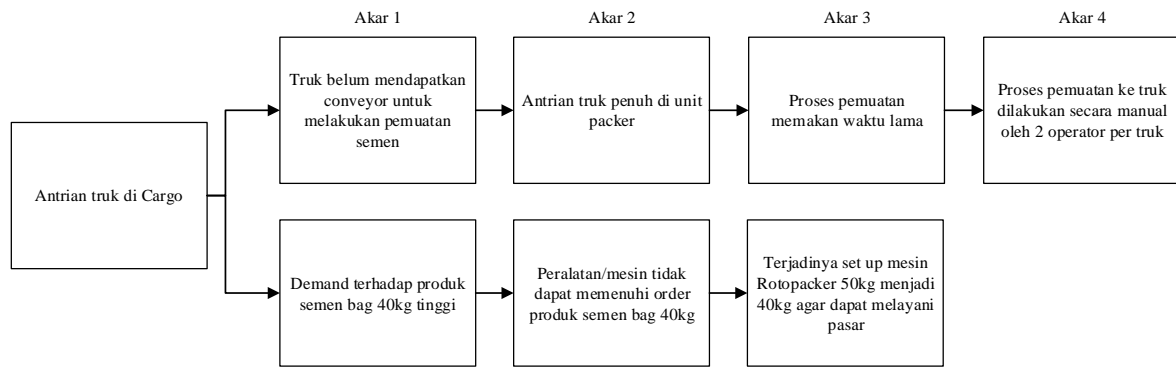 Akar 1
Akar 2
Akar 3
Akar 4
Antrian truk di Cargo
Truk belum mendapatkan
conveyor untuk
melakukan pemuatan
semen
Antrian truk penuh di unit
packer
Proses pemuatan
memakan waktu lama
Proses pemuatan ke truk
dilakukan secara manual
oleh 2 operator per truk
Demand terhadap produk
semen bag 40kg tinggi
Peralatan/mesin tidak
dapat memenuhi order
produk semen bag 40kg
Terjadinya set up mesin
Rotopacker 50kg menjadi
40kg agar dapat melayani
pasar